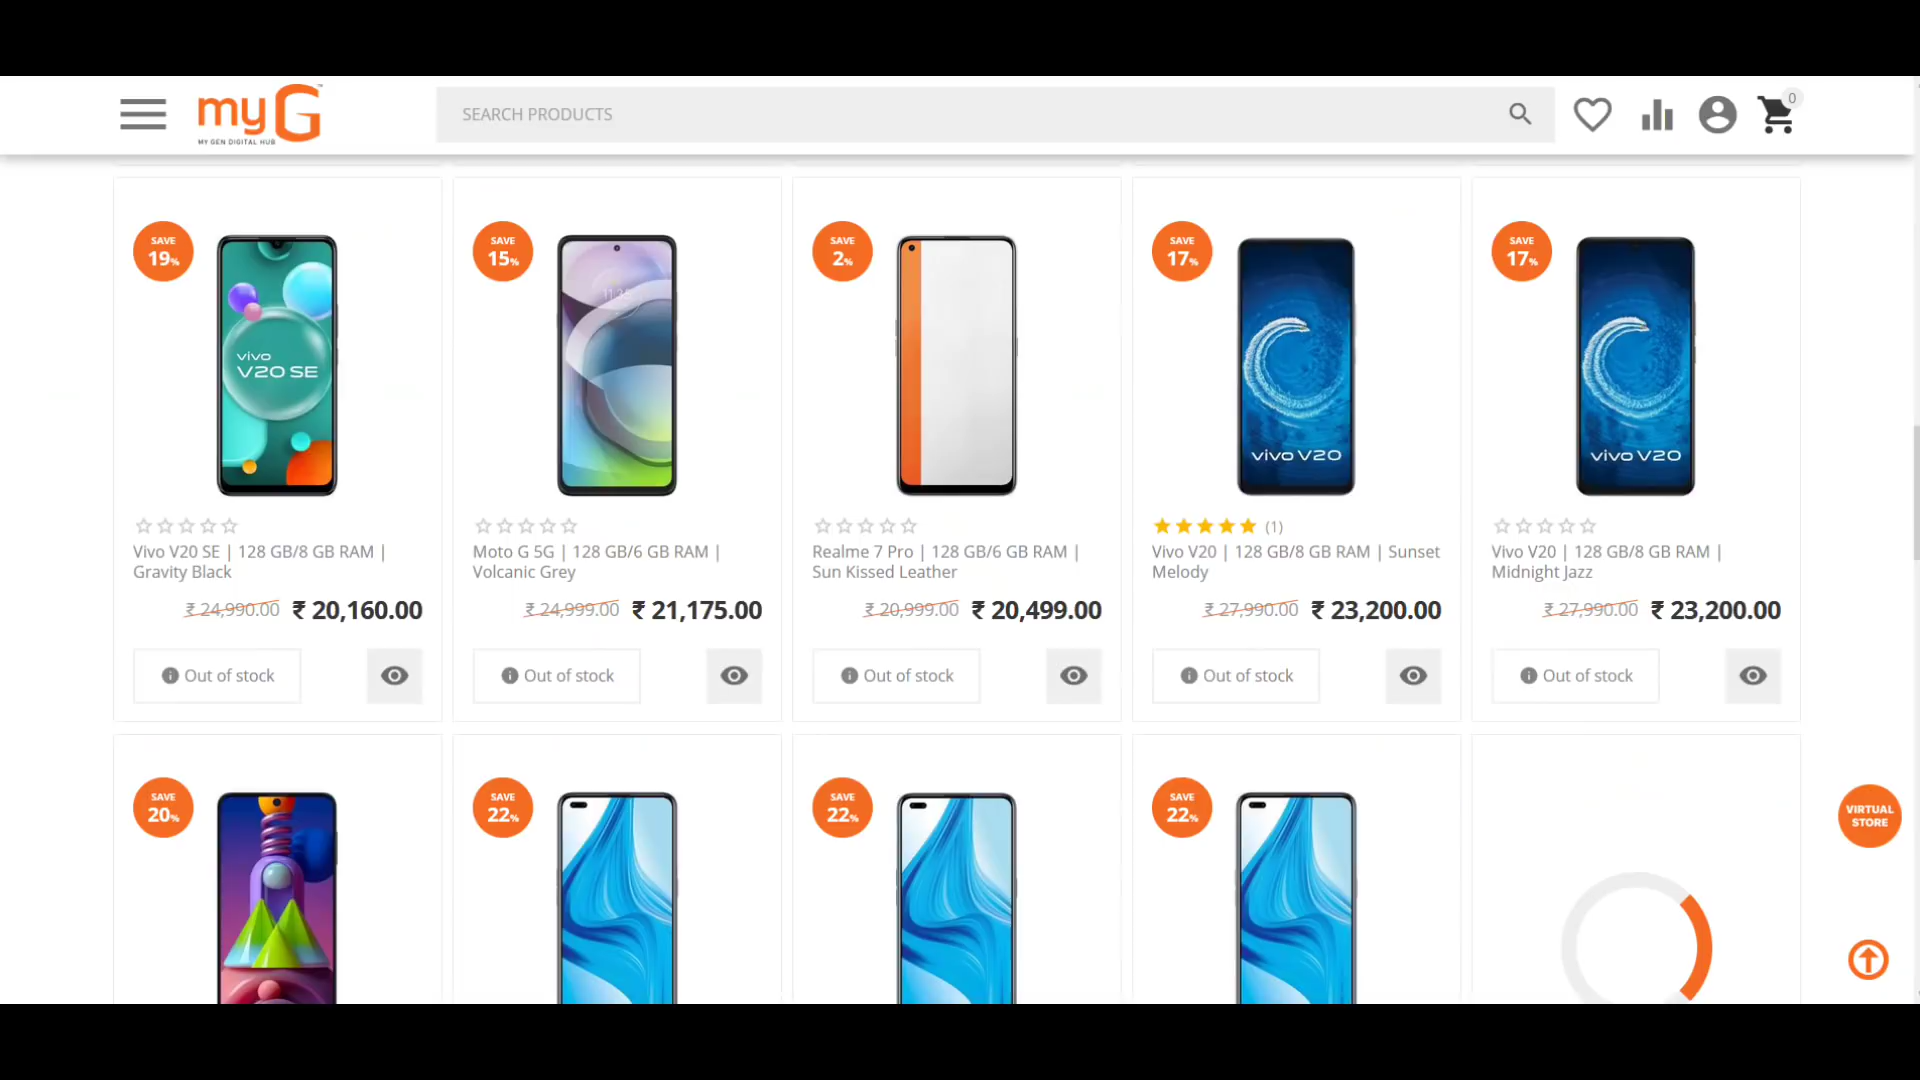 myG
MY GEN DIGITAL HUB
SEARCH PRODUCTS
0
SAVE
19%
SAVE
15%
SAVE
2%
SAVE
17%
SAVE
17%
vivo
V20 SE
11:35
vivo V20
vivo V20
(1)
Vivo V20 SE | 128 GB/8 GB RAM |
Gravity Black
Moto G 5G | 128 GB/6 GB RAM |
Volcanic Grey
Realme 7 Pro | 128 GB/6 GB RAM |
Sun Kissed Leather
Vivo V20 | 128 GB/8 GB RAM | Sunset
Melody
Vivo V20 | 128 GB/8 GB RAM |
Midnight Jazz
₹ 24,990.00 ₹ 20,160.00
₹ 24,999.00 ₹ 21,175.00
₹ 20,999.00 ₹ 20,499.00
₹ 27,990.00 ₹ 23,200.00
₹ 27,990.00 ₹ 23,200.00
Out of stock
Out of stock
Out of stock
Out of stock
Out of stock
SAVE
20%
SAVE
22%
SAVE
22%
SAVE
22%
VIRTUAL
STORE